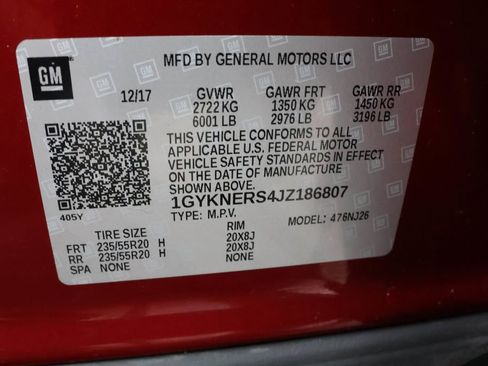 GM
MFD BY GENERAL MOTORS LLC
12/17 GVWR GAWR FRT GAWR RR
2722 KG 1350 KG 1450 KG
6001 LB 2976 LB 3196 LB
THIS VEHICLE CONFORMS TO ALL
APPLICABLE U.S. FEDERAL MOTOR
VEHICLE SAFETY STANDARDS IN EFFECT
ON THE DATE OF MANUFACTURE
SHOWN ABOVE.
1GYKNERS4JZ186807
405Y TYPE: M.P.V. MODEL: 476NJ26
TIRE SIZE RIM
FRT 235/55R20 H 20X8J
RR 235/55R20 H 20X8J
SPA NONE NONE